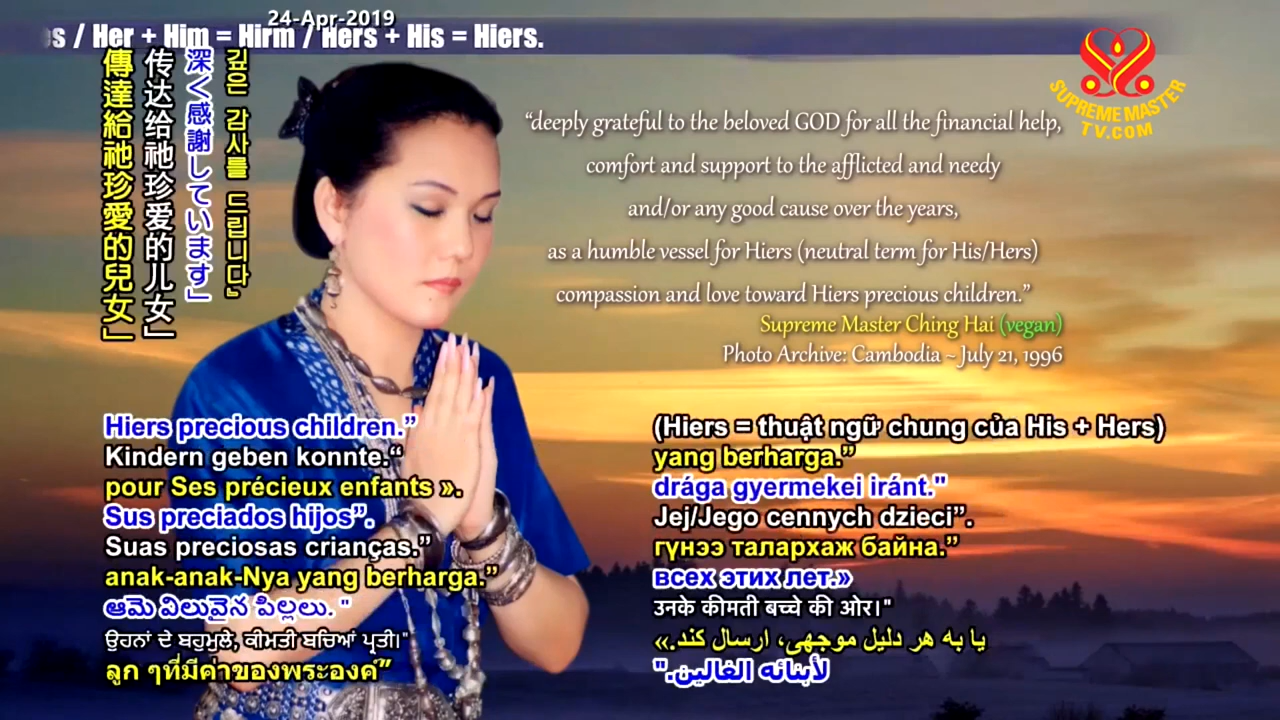 24-Apr-2019
s / Her + Him = Hirm / Hers + His = Hiers.
SUPREME MASTER
TV.COM
깊은 감사를 드립니다』
深く感謝しています」
传达给祂珍爱的儿女」
傳達給祂珍愛的兒女」
“deeply grateful to the beloved GOD for all the financial help,
comfort and support to the afflicted and needy
and/or any good cause over the years,
as a humble vessel for Hiers (neutral term for His/Hers)
compassion and love toward Hiers precious children.”
Supreme Master Ching Hai (vegan)
Photo Archive: Cambodia ~ July 21, 1996
Hiers precious children.”
Kindern geben konnte.“
pour Ses précieux enfants ».
Sus preciados hijos”.
Suas preciosas crianças.”
anak-anak-Nya yang berharga.”
ఆమె విలువైన పిల్లలు. "
ਉਹਨਾਂ ਦੇ ਬਹੁਮੁਲੇ, ਕੀਮਤੀ ਬਚਿਆਂ ਪ੍ਰਤੀ।"
ลูก ๆที่มีค่าของพระองค์”
(Hiers = thuật ngữ chung của His + Hers)
yang berharga.”
drága gyermekei iránt."
Jej/Jego cennych dzieci”.
гүнээ талархаж байна.”
всех этих лет.»
उनके कीमती बच्चे की ओर।"
یا به هر دلیل موجهی، ارسال کند.»
لأبنائه الغالين."